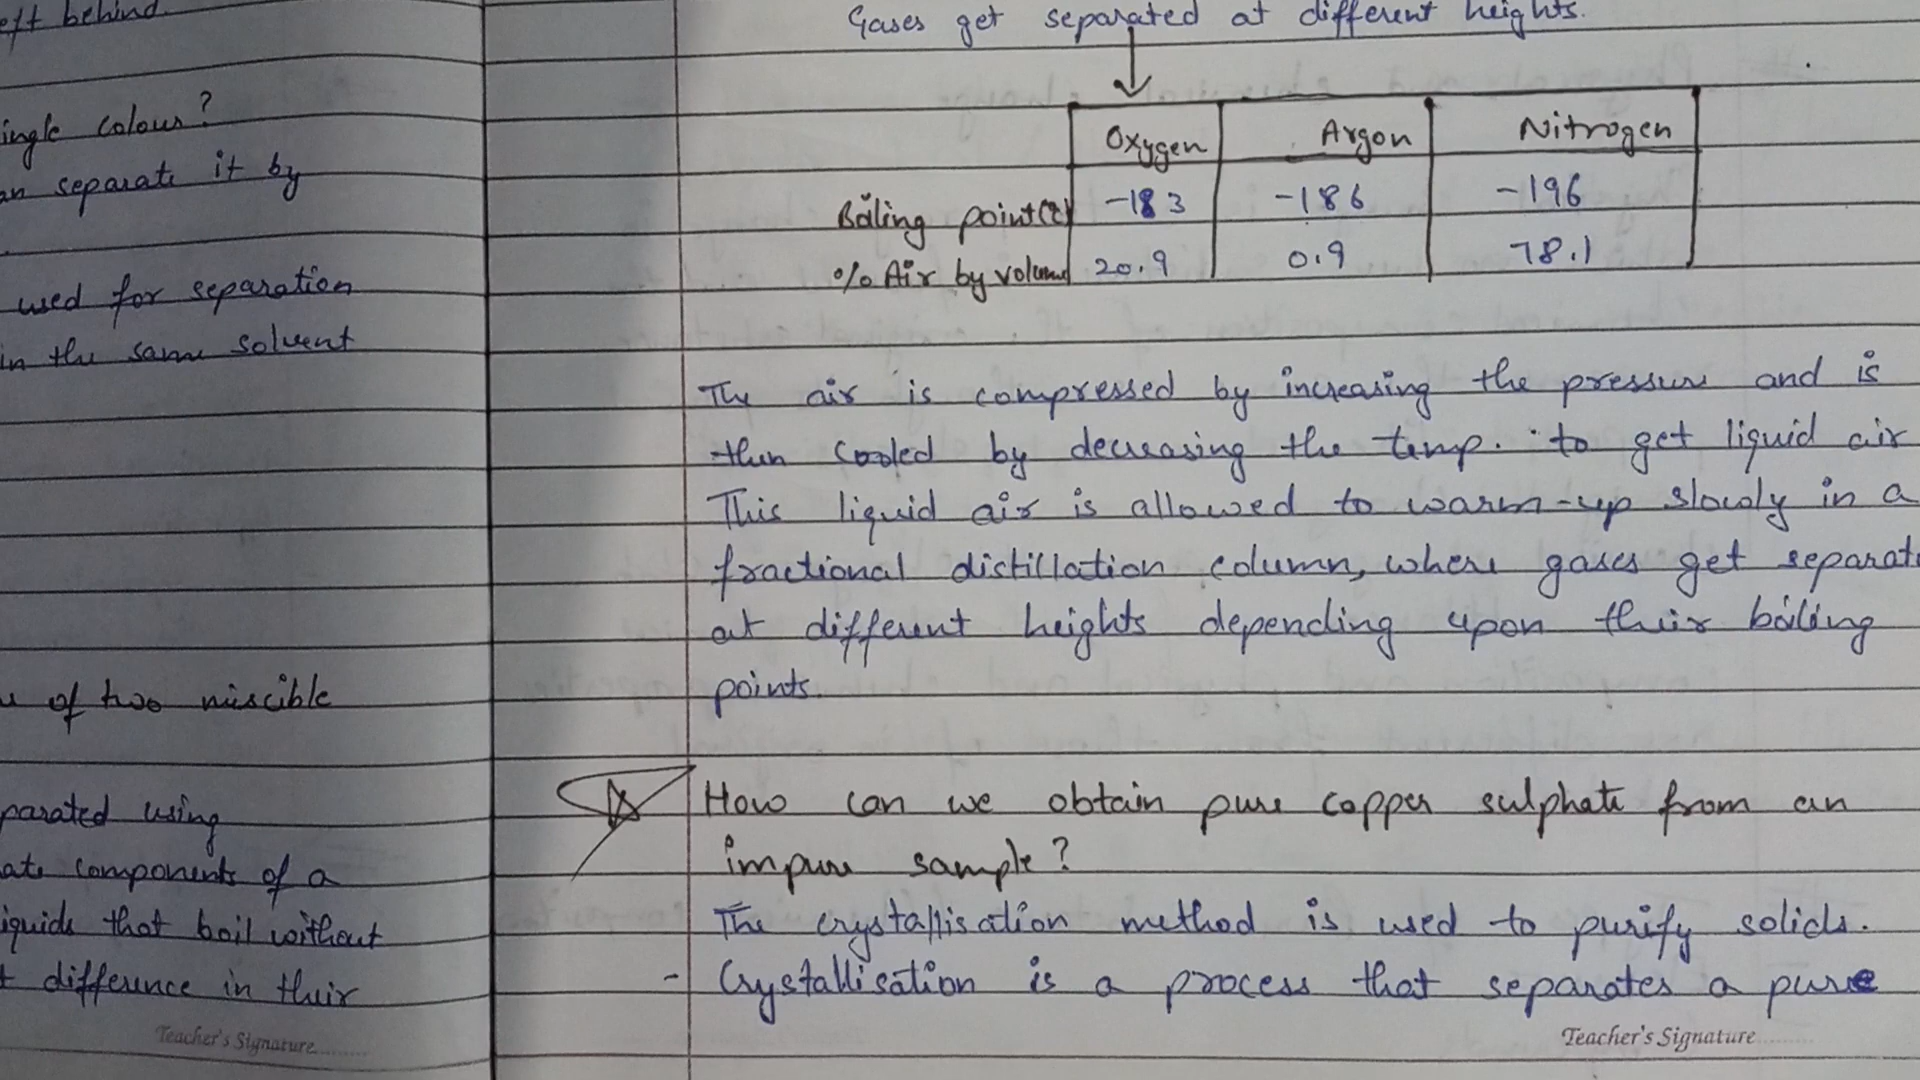 eft behind.
ingle colour?
an separate it by
used for separation
in the same solvent
of two miscible
parated using
ate components of a
iquids that boil without
t difference in their
Teacher's Signature..........
Gases get separated at different heights.
Oxygen Argon Nitrogen
Boiling point(℃) -183 -186 -196
% Air by volume 20.9 0.9 78.1
The air is compressed by increasing the pressure and is
then cooled by decreasing the temp. to get liquid air
This liquid air is allowed to warm-up slowly in a
fractional distillation column, where gases get separate
at different heights depending upon their boiling
points.
How can we obtain pure copper sulphate from an
impure sample?
The crystallisation method is used to purify solids.
- Crystallisation is a process that separates a pure
Teacher's Signature..........